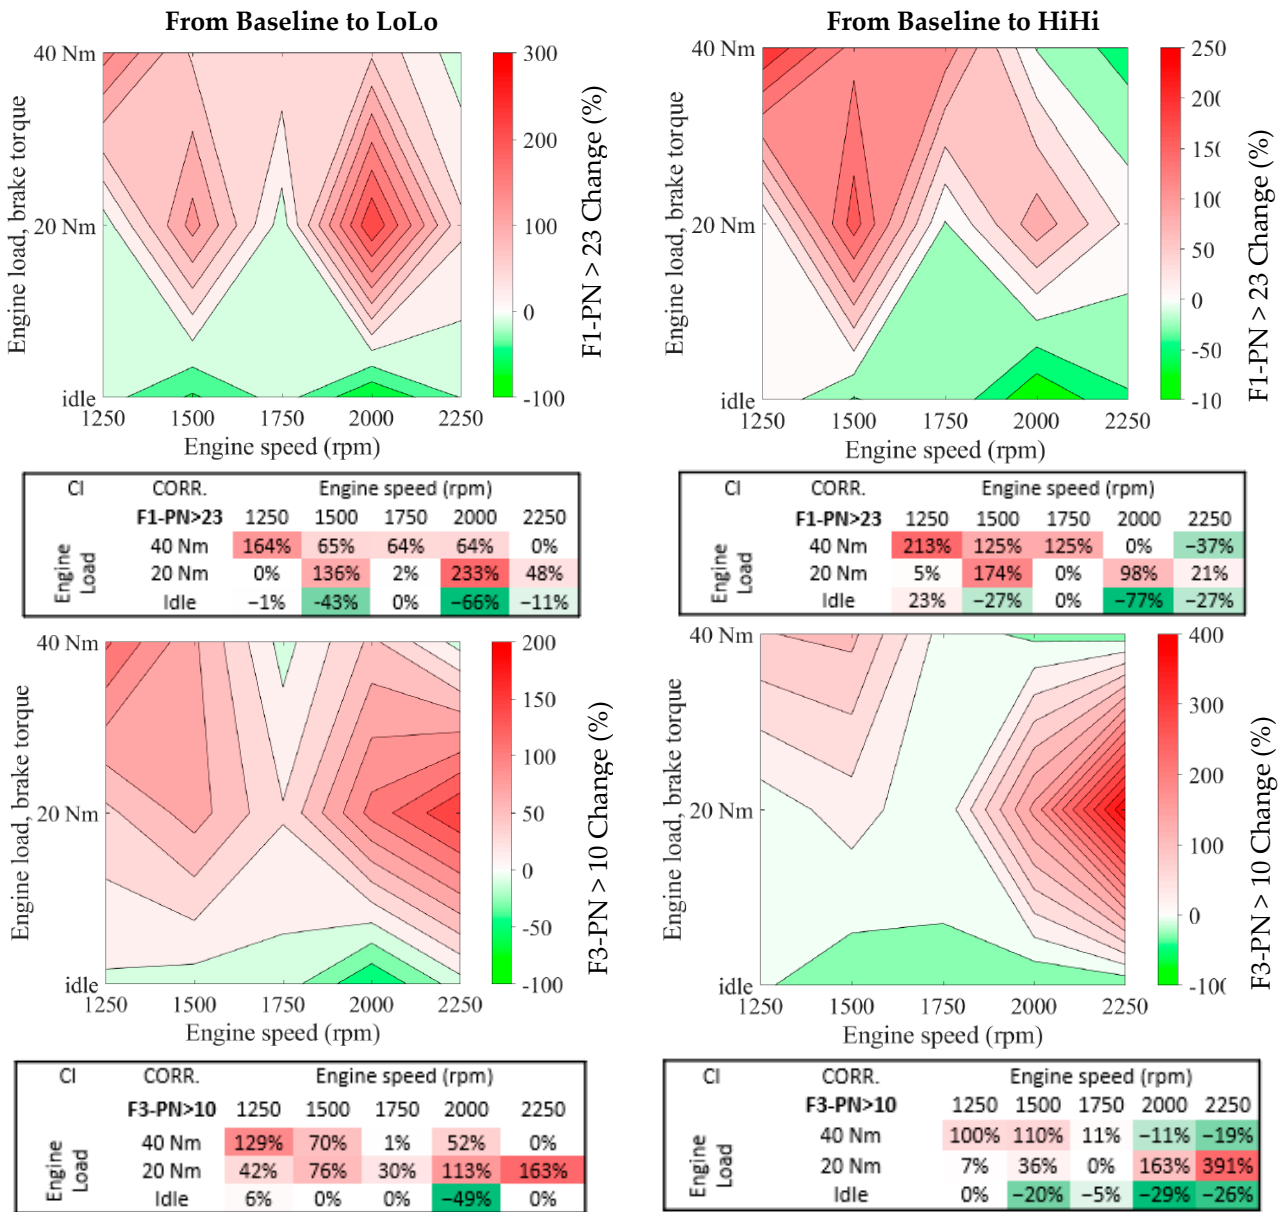 From Baseline to LoLo
From Baseline to HiHi
40 Nm
20 Nm
idle
Engine load, brake torque
1250 1500 1750 2000 2250
Engine speed (rpm)
300
200
100
0
-100
F1-PN > 23 Change (%)
40 Nm
20 Nm
idle
Engine load, brake torque
1250 1500 1750 2000 2250
Engine speed (rpm)
250
200
150
100
50
0
-50
-10
F1-PN > 23 Change (%)
CI CORR. Engine speed (rpm)
F1-PN>23 1250 1500 1750 2000 2250
Engine Load
40 Nm 164% 65% 64% 64% 0%
20 Nm 0% 136% 2% 233% 48%
Idle −1% -43% 0% −66% −11%
CI CORR. Engine speed (rpm)
F1-PN>23 1250 1500 1750 2000 2250
Engine Load
40 Nm 213% 125% 125% 0% −37%
20 Nm 5% 174% 0% 98% 21%
Idle 23% −27% 0% −77% −27%
40 Nm
20 Nm
idle
Engine load, brake torque
1250 1500 1750 2000 2250
Engine speed (rpm)
200
150
100
50
0
-50
-100
F3-PN > 10 Change (%)
40 Nm
20 Nm
idle
Engine load, brake torque
1250 1500 1750 2000 2250
Engine speed (rpm)
400
300
200
100
0
-100
F3-PN > 10 Change (%)
CI CORR. Engine speed (rpm)
F3-PN>10 1250 1500 1750 2000 2250
Engine Load
40 Nm 129% 70% 1% 52% 0%
20 Nm 42% 76% 30% 113% 163%
Idle 6% 0% 0% −49% 0%
CI CORR. Engine speed (rpm)
F3-PN>10 1250 1500 1750 2000 2250
Engine Load
40 Nm 100% 110% 11% −11% −19%
20 Nm 7% 36% 0% 163% 391%
Idle 0% −20% −5% −29% −26%